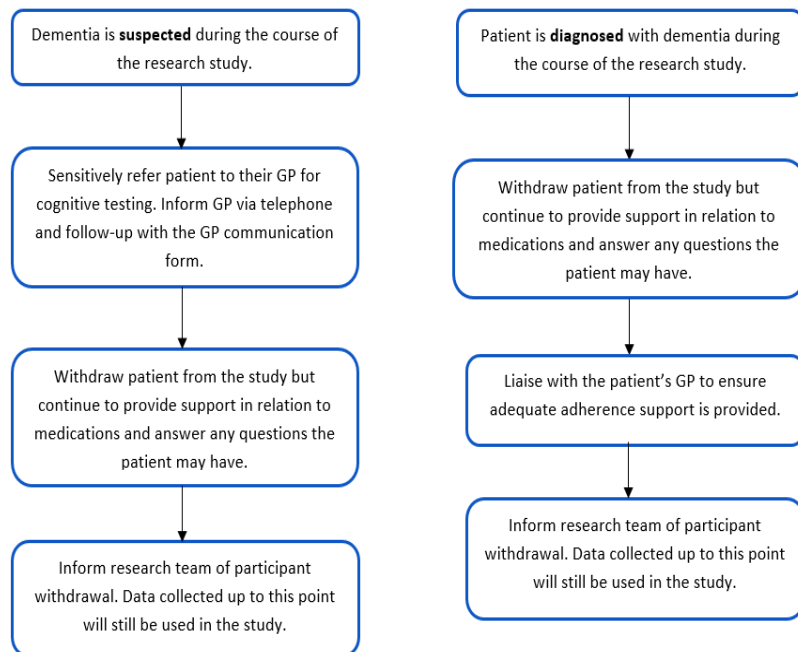 Dementia is suspected during the course of
the research study.
Sensitively refer patient to their GP for
cognitive testing. Inform GP via telephone
and follow-up with the GP communication
form.
Withdraw patient from the study but
continue to provide support in relation to
medications and answer any questions the
patient may have.
Inform research team of participant
withdrawal. Data collected up to this point
will still be used in the study.
Patient is diagnosed with dementia during
the course of the research study.
Withdraw patient from the study but
continue to provide support in relation to
medications and answer any questions the
patient may have.
Liaise with the patient’s GP to ensure
adequate adherence support is provided.
Inform research team of participant
withdrawal. Data collected up to this point
will still be used in the study.